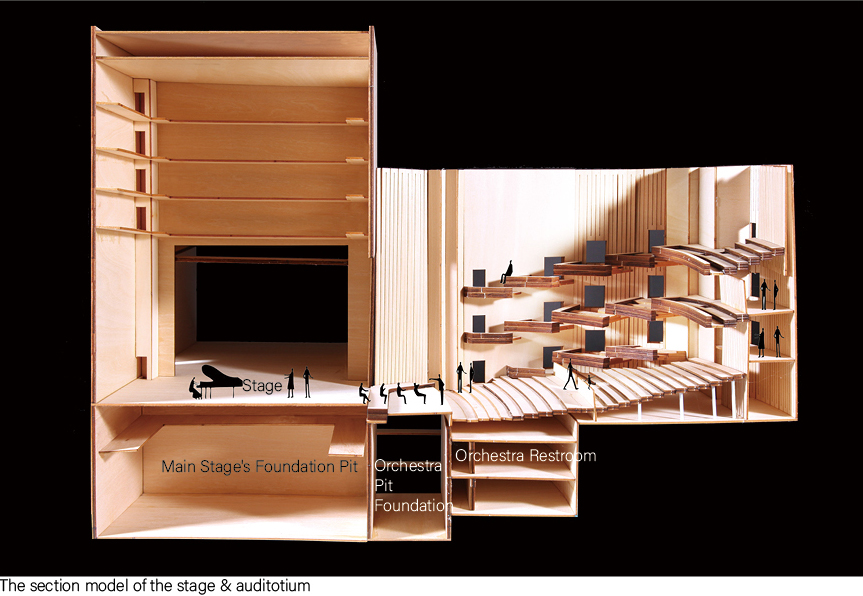 Stage
Main Stage's Foundation Pit
Orchestra
Pit
Foundation
Orchestra Restroom
The section model of the stage & auditotium